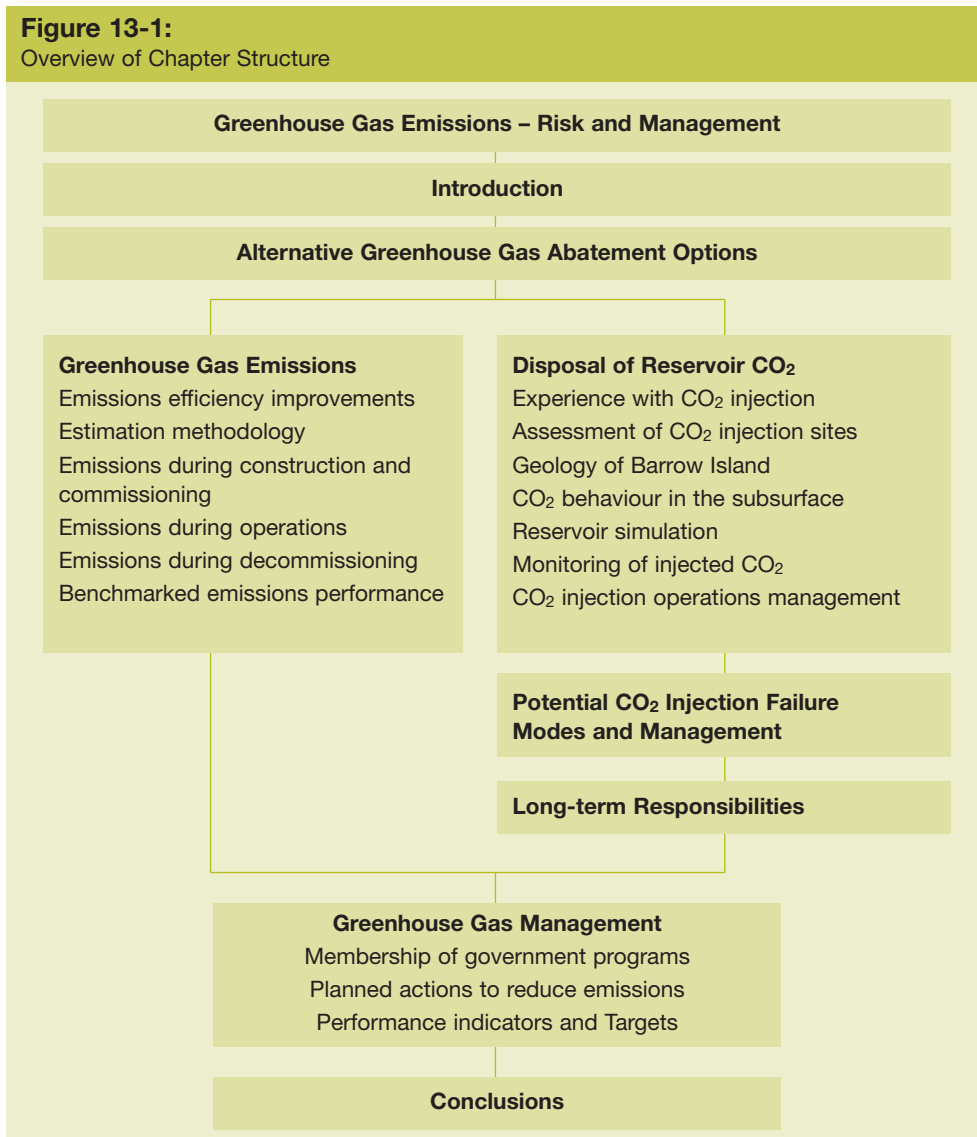 Figure 13-1:
Overview of Chapter Structure
Greenhouse Gas Emissions – Risk and Management
Introduction
Alternative Greenhouse Gas Abatement Options
Greenhouse Gas Emissions
Emissions efficiency improvements
Estimation methodology
Emissions during construction and
commissioning
Emissions during operations
Emissions during decommissioning
Benchmarked emissions performance
Disposal of Reservoir CO₂
Experience with CO₂ injection
Assessment of CO₂ injection sites
Geology of Barrow Island
CO₂ behaviour in the subsurface
Reservoir simulation
Monitoring of injected CO₂
CO₂ injection operations management
Potential CO₂ Injection Failure
Modes and Management
Long-term Responsibilities
Greenhouse Gas Management
Membership of government programs
Planned actions to reduce emissions
Performance indicators and Targets
Conclusions